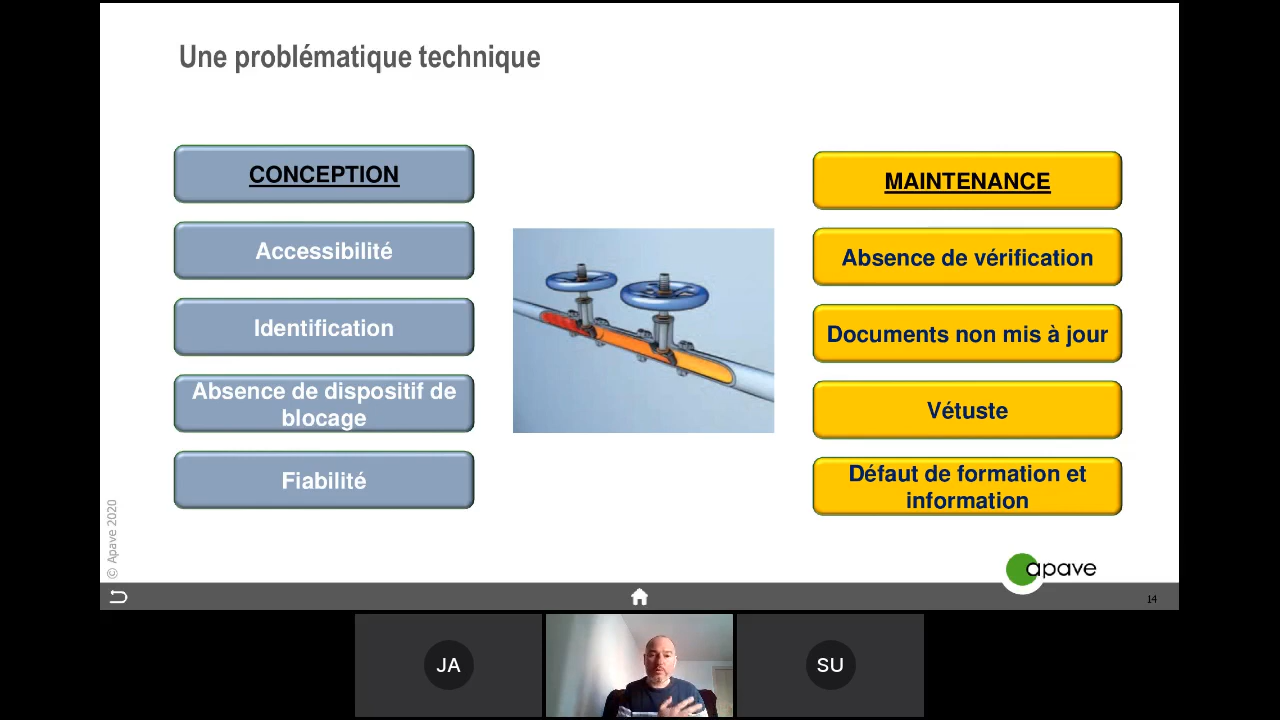 Une problématique technique
CONCEPTION
Accessibilité
Identification
Absence de dispositif de
blocage
Fiabilité
MAINTENANCE
Absence de vérification
Documents non mis à jour
Vétuste
Défaut de formation et
information
© Apave 2020
apave
14
JA
SU